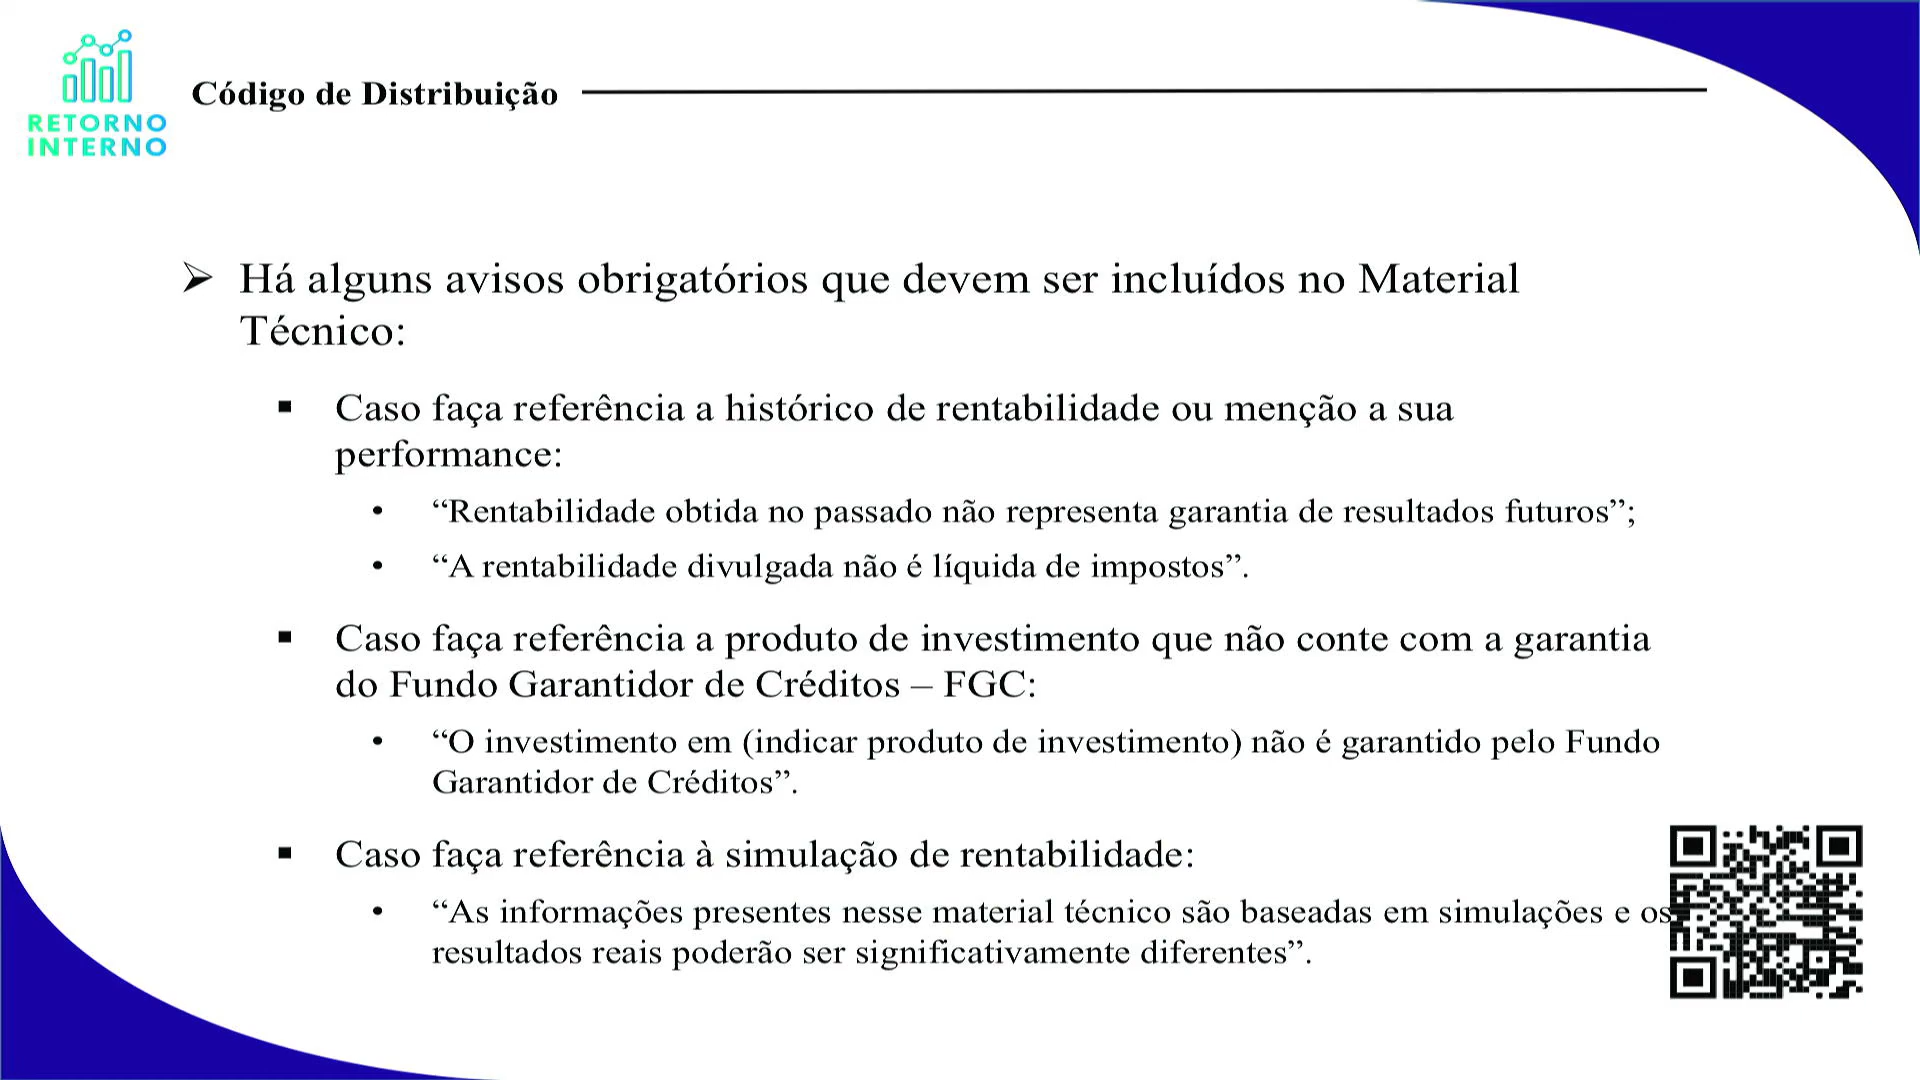 RETORNO
INTERNO
Código de Distribuição
➢ Há alguns avisos obrigatórios que devem ser incluídos no Material
Técnico:
▪ Caso faça referência a histórico de rentabilidade ou menção a sua
performance:
• “Rentabilidade obtida no passado não representa garantia de resultados futuros”;
• “A rentabilidade divulgada não é líquida de impostos”.
▪ Caso faça referência a produto de investimento que não conte com a garantia
do Fundo Garantidor de Créditos – FGC:
• “O investimento em (indicar produto de investimento) não é garantido pelo Fundo
Garantidor de Créditos”.
▪ Caso faça referência à simulação de rentabilidade:
• “As informações presentes nesse material técnico são baseadas em simulações e os
resultados reais poderão ser significativamente diferentes”.